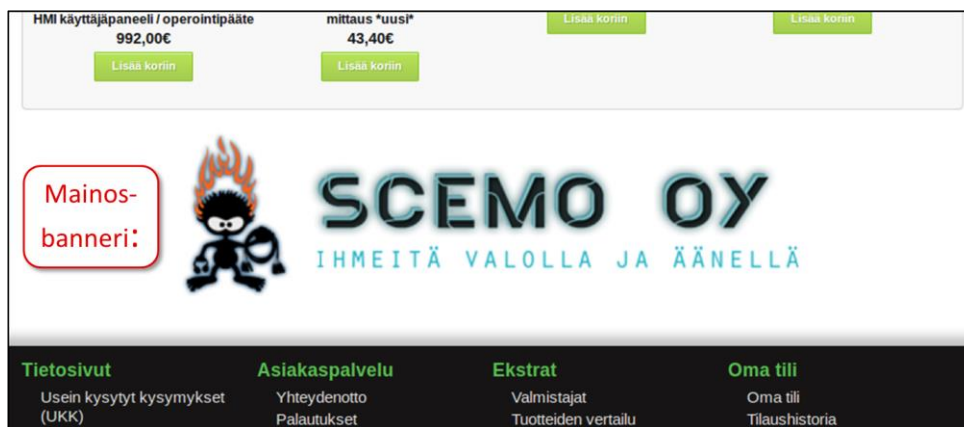 HMI käyttäjäpaneeli / operointipääte
992,00€
Lisää koriin
mittaus *uusi*
43,40€
Lisää koriin
Lisää koriin
Lisää koriin
Mainos-
banneri:
SCEMO OY
IHMEITÄ VALOLLA JA ÄÄNELLÄ
Tietosivut
Usein kysytyt kysymykset
(UKK)
Asiakaspalvelu
Yhteydenotto
Palautukset
Ekstrat
Valmistajat
Tuotteiden vertailu
Oma tili
Oma tili
Tilaushistoria